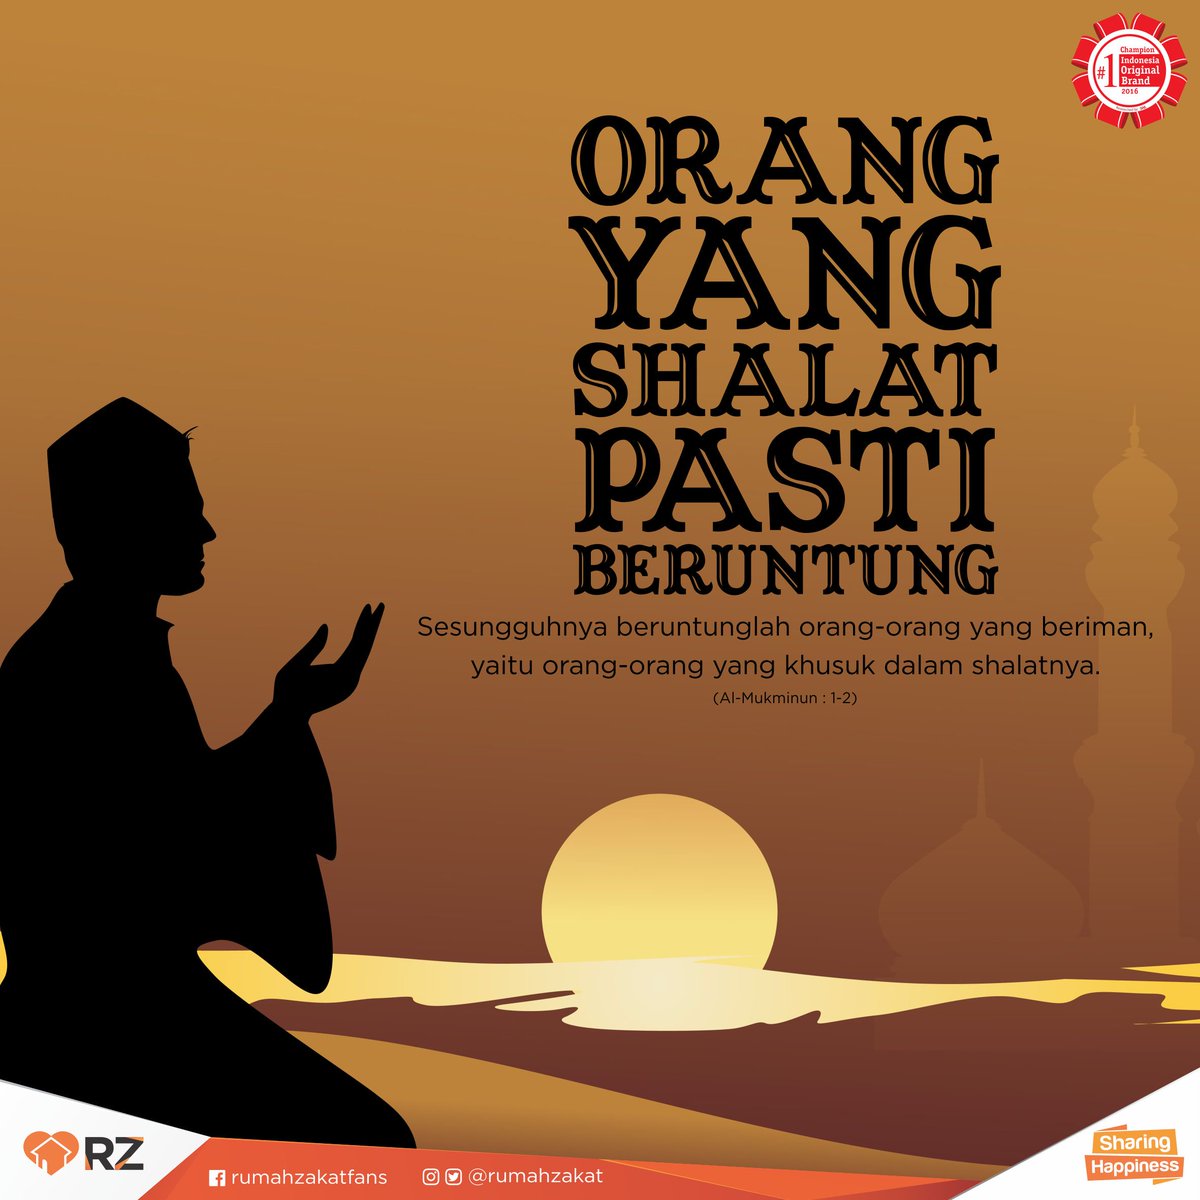 #1
Champion
Indonesia
Original
Brand
2016
ORANG
YANG
SHALAT
PASTI
BERUNTUNG
Sesungguhnya beruntunglah orang-orang yang beriman,
yaitu orang-orang yang khusuk dalam shalatnya.
(Al-Mukminun : 1-2)
RZ
rumahzakatfans
@rumahzakat
Sharing
Happiness